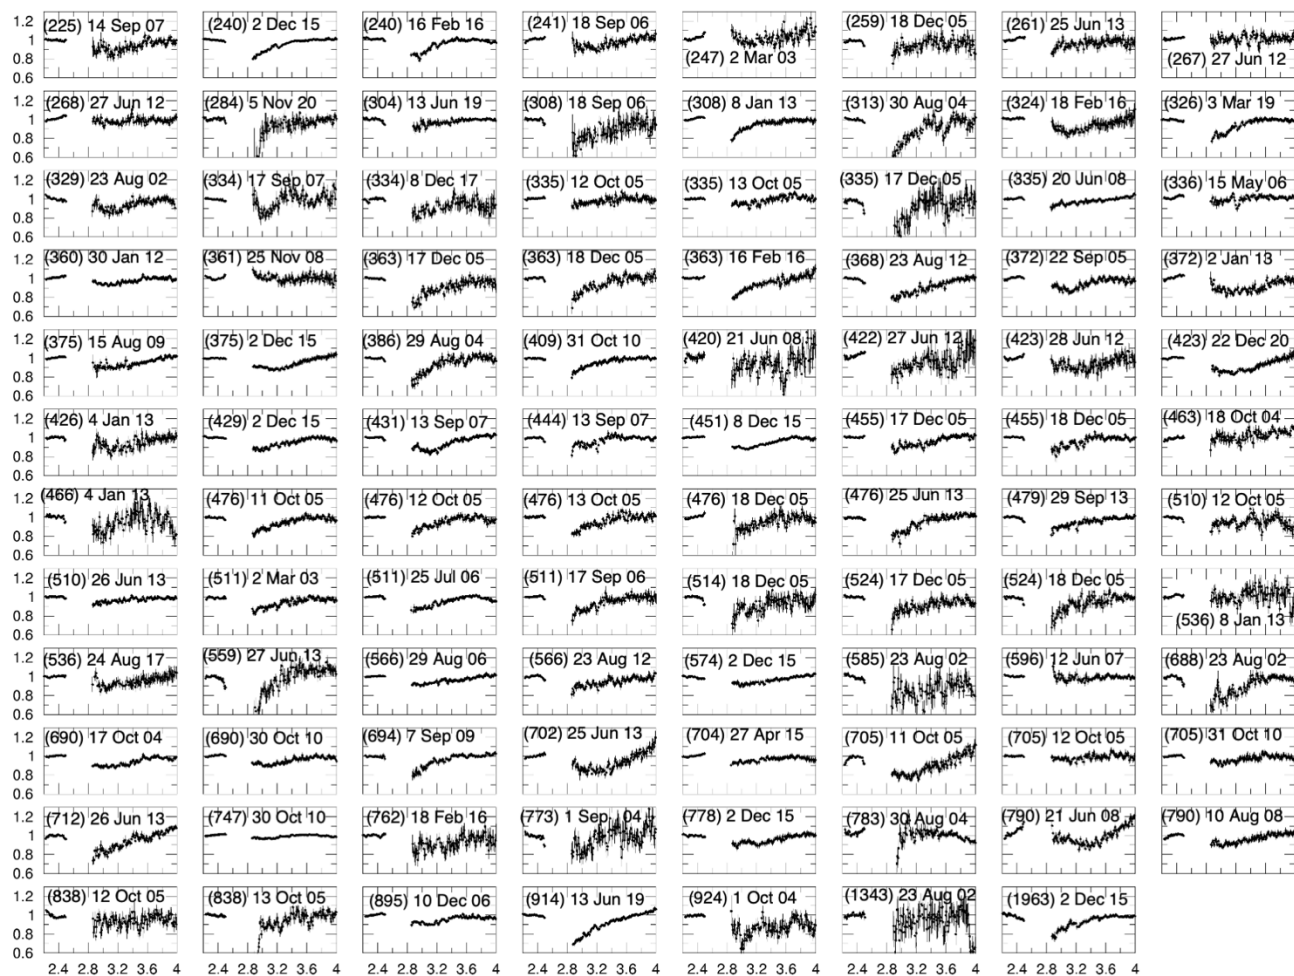 1.2 (225) 14 Sep 07 (240) 2 Dec 15 (240) 16 Feb 16 (241) 18 Sep 06 (247) 2 Mar 03 (259) 18 Dec 05 (261) 25 Jun 13 (267) 27 Jun 12
1
0.8
0.6
1.2 (268) 27 Jun 12 (284) 5 Nov 20 (304) 13 Jun 19 (308) 18 Sep 06 (308) 8 Jan 13 (313) 30 Aug 04 (324) 18 Feb 16 (326) 3 Mar 19
1
0.8
0.6
1.2 (329) 23 Aug 02 (334) 17 Sep 07 (334) 8 Dec 17 (335) 12 Oct 05 (335) 13 Oct 05 (335) 17 Dec 05 (335) 20 Jun 08 (336) 15 May 06
1
0.8
0.6
1.2 (360) 30 Jan 12 (361) 25 Nov 08 (363) 17 Dec 05 (363) 18 Dec 05 (363) 16 Feb 16 (368) 23 Aug 12 (372) 22 Sep 05 (372) 2 Jan 13
1
0.8
0.6
1.2 (375) 15 Aug 09 (375) 2 Dec 15 (386) 29 Aug 04 (409) 31 Oct 10 (420) 21 Jun 08 (422) 27 Jun 12 (423) 28 Jun 12 (423) 22 Dec 20
1
0.8
0.6
1.2 (426) 4 Jan 13 (429) 2 Dec 15 (431) 13 Sep 07 (444) 13 Sep 07 (451) 8 Dec 15 (455) 17 Dec 05 (455) 18 Dec 05 (463) 18 Oct 04
1
0.8
0.6
1.2 (466) 4 Jan 13 (476) 11 Oct 05 (476) 12 Oct 05 (476) 13 Oct 05 (476) 18 Dec 05 (476) 25 Jun 13 (479) 29 Sep 13 (510) 12 Oct 05
1
0.8
0.6
1.2 (510) 26 Jun 13 (511) 2 Mar 03 (511) 25 Jul 06 (511) 17 Sep 06 (514) 18 Dec 05 (524) 17 Dec 05 (524) 18 Dec 05 (536) 8 Jan 13
1
0.8
0.6
1.2 (536) 24 Aug 17 (559) 27 Jun 13 (566) 29 Aug 06 (566) 23 Aug 12 (574) 2 Dec 15 (585) 23 Aug 02 (596) 12 Jun 07 (688) 23 Aug 02
1
0.8
0.6
1.2 (690) 17 Oct 04 (690) 30 Oct 10 (694) 7 Sep 09 (702) 25 Jun 13 (704) 27 Apr 15 (705) 11 Oct 05 (705) 12 Oct 05 (705) 31 Oct 10
1
0.8
0.6
1.2 (712) 26 Jun 13 (747) 30 Oct 10 (762) 18 Feb 16 (773) 1 Sep 04 (778) 2 Dec 15 (783) 30 Aug 04 (790) 21 Jun 08 (790) 10 Aug 08
1
0.8
0.6
1.2 (838) 12 Oct 05 (838) 13 Oct 05 (895) 10 Dec 06 (914) 13 Jun 19 (924) 1 Oct 04 (1343) 23 Aug 02 (1963) 2 Dec 15
1
0.8
0.6
2.4 2.8 3.2 3.6 4 2.4 2.8 3.2 3.6 4 2.4 2.8 3.2 3.6 4 2.4 2.8 3.2 3.6 4 2.4 2.8 3.2 3.6 4 2.4 2.8 3.2 3.6 4 2.4 2.8 3.2 3.6 4